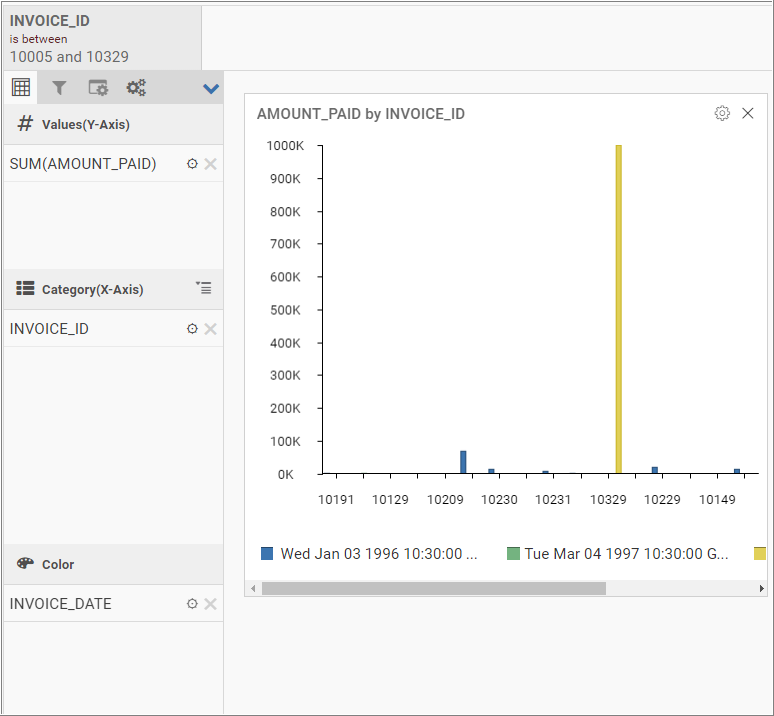 INVOICE_ID
is between
10005 and 10329
Values(Y-Axis)
SUM(AMOUNT_PAID)
Category(X-Axis)
INVOICE_ID
Color
INVOICE_DATE
AMOUNT_PAID by INVOICE_ID
1000K
900K
800K
700K
600K
500K
400K
300K
200K
100K
0K
10191 10129 10209 10230 10231 10329 10229 10149
Wed Jan 03 1996 10:30:00 ... Tue Mar 04 1997 10:30:00 G...